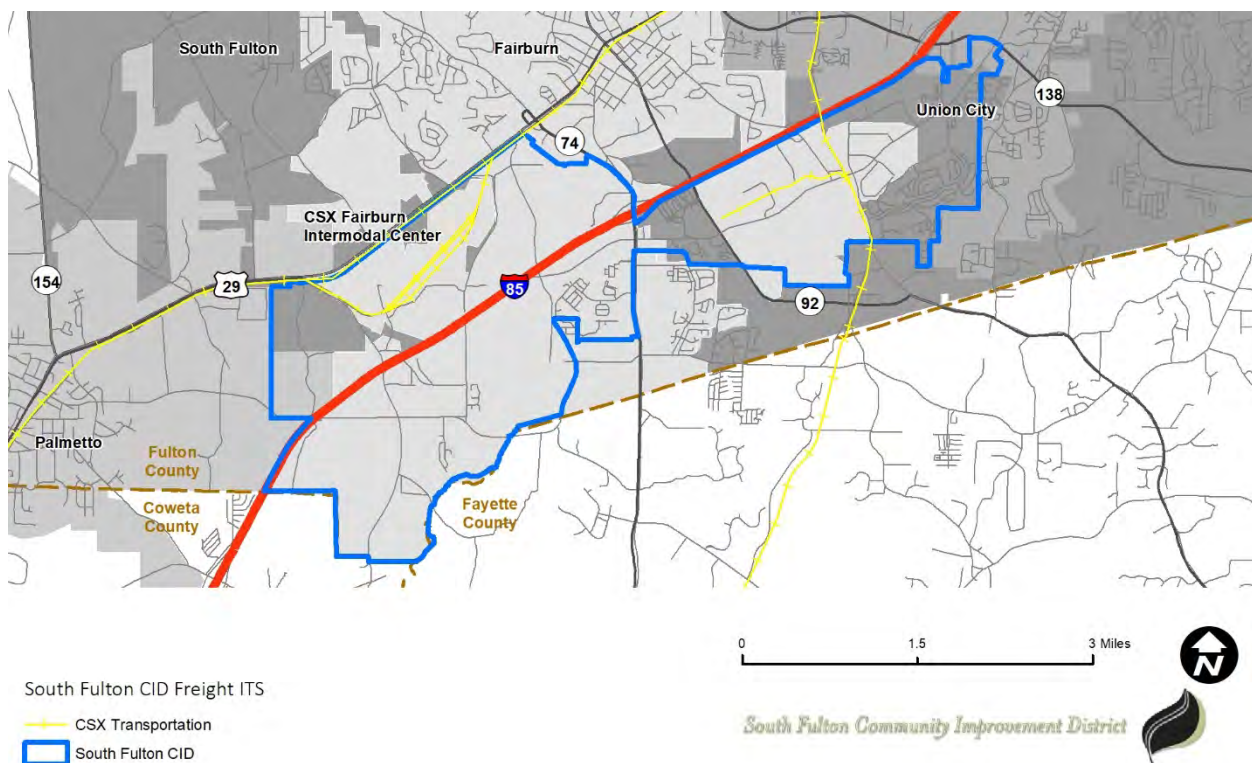 South Fulton
Fairburn
138
Union City
74
CSX Fairburn
Intermodal Center
154
29
85
92
Palmetto
Fulton
County
Coweta
County
Fayette
County
0 1.5 3 Miles
N
South Fulton CID Freight ITS
CSX Transportation
South Fulton CID
South Fulton Community Improvement District